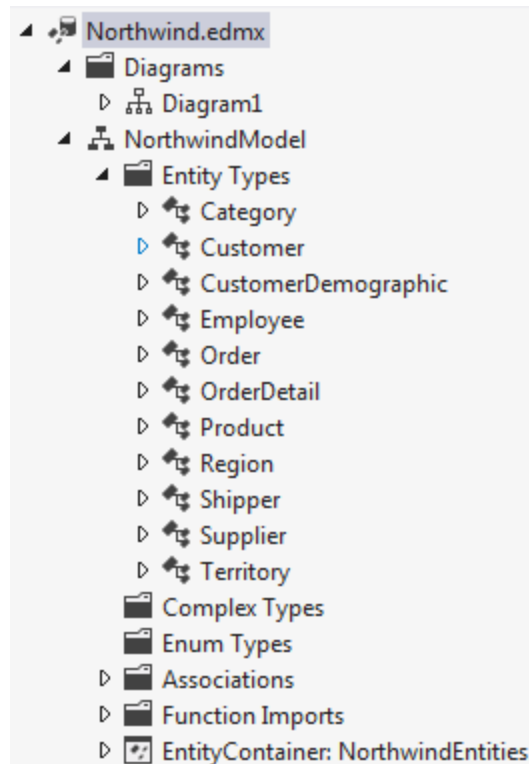 Northwind.edmx
Diagrams
Diagram1
NorthwindModel
Entity Types
Category
Customer
CustomerDemographic
Employee
Order
OrderDetail
Product
Region
Shipper
Supplier
Territory
Complex Types
Enum Types
Associations
Function Imports
EntityContainer: NorthwindEntities